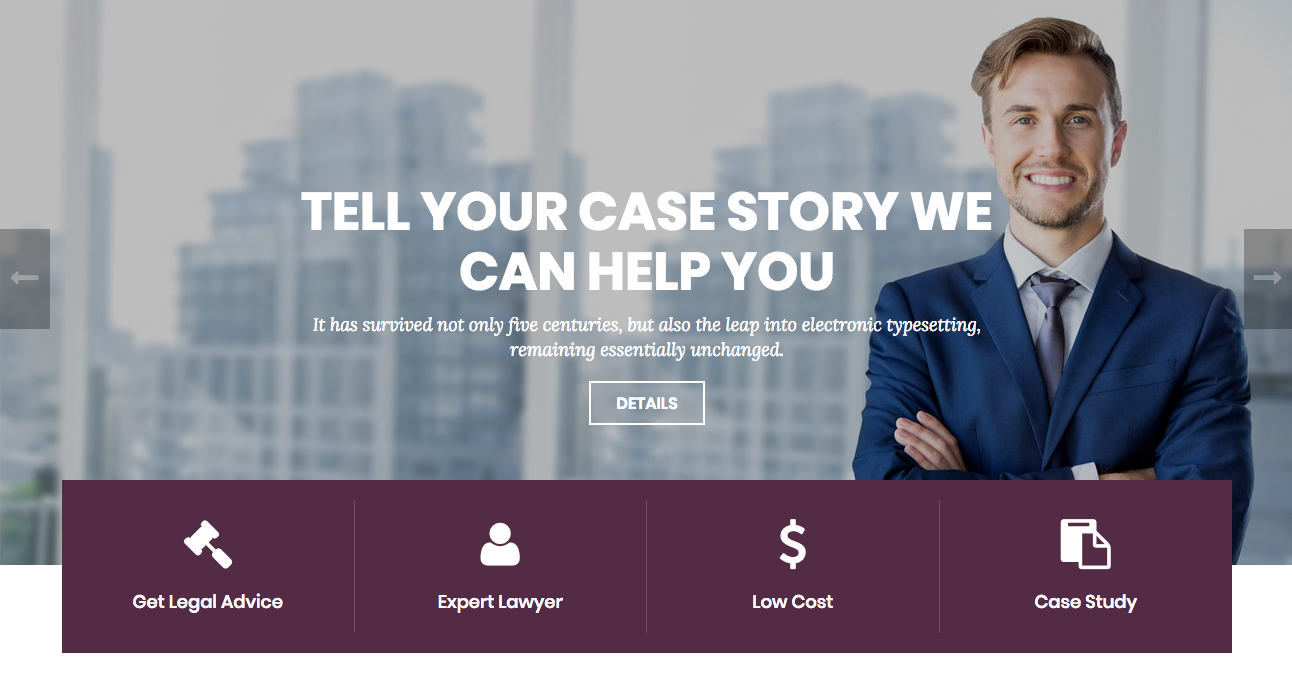 TELL YOUR CASE STORY WE
CAN HELP YOU
It has survived not only five centuries, but also the leap into electronic typesetting,
remaining essentially unchanged.
DETAILS
Get Legal Advice
Expert Lawyer
Low Cost
Case Study